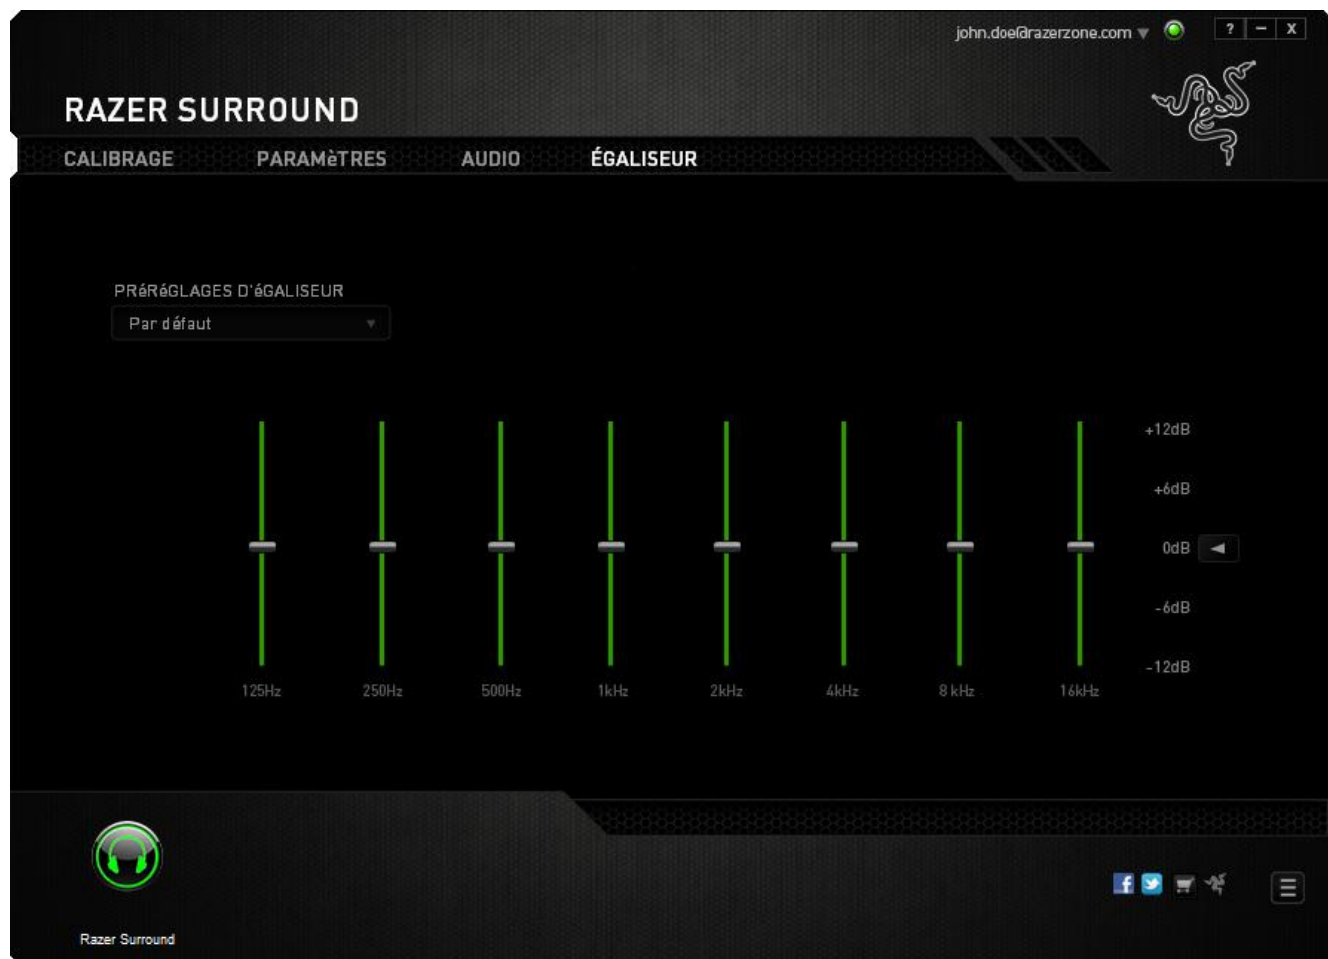 john.doe@razerzone.com
? – X
RAZER SURROUND
CALIBRAGE PARAMèTRES AUDIO ÉGALISEUR
PRéRéGLAGES D'éGALISEUR
Par défaut
+12dB
+6dB
0dB
-6dB
-12dB
125Hz 250Hz 500Hz 1kHz 2kHz 4kHz 8 kHz 16kHz
Razer Surround